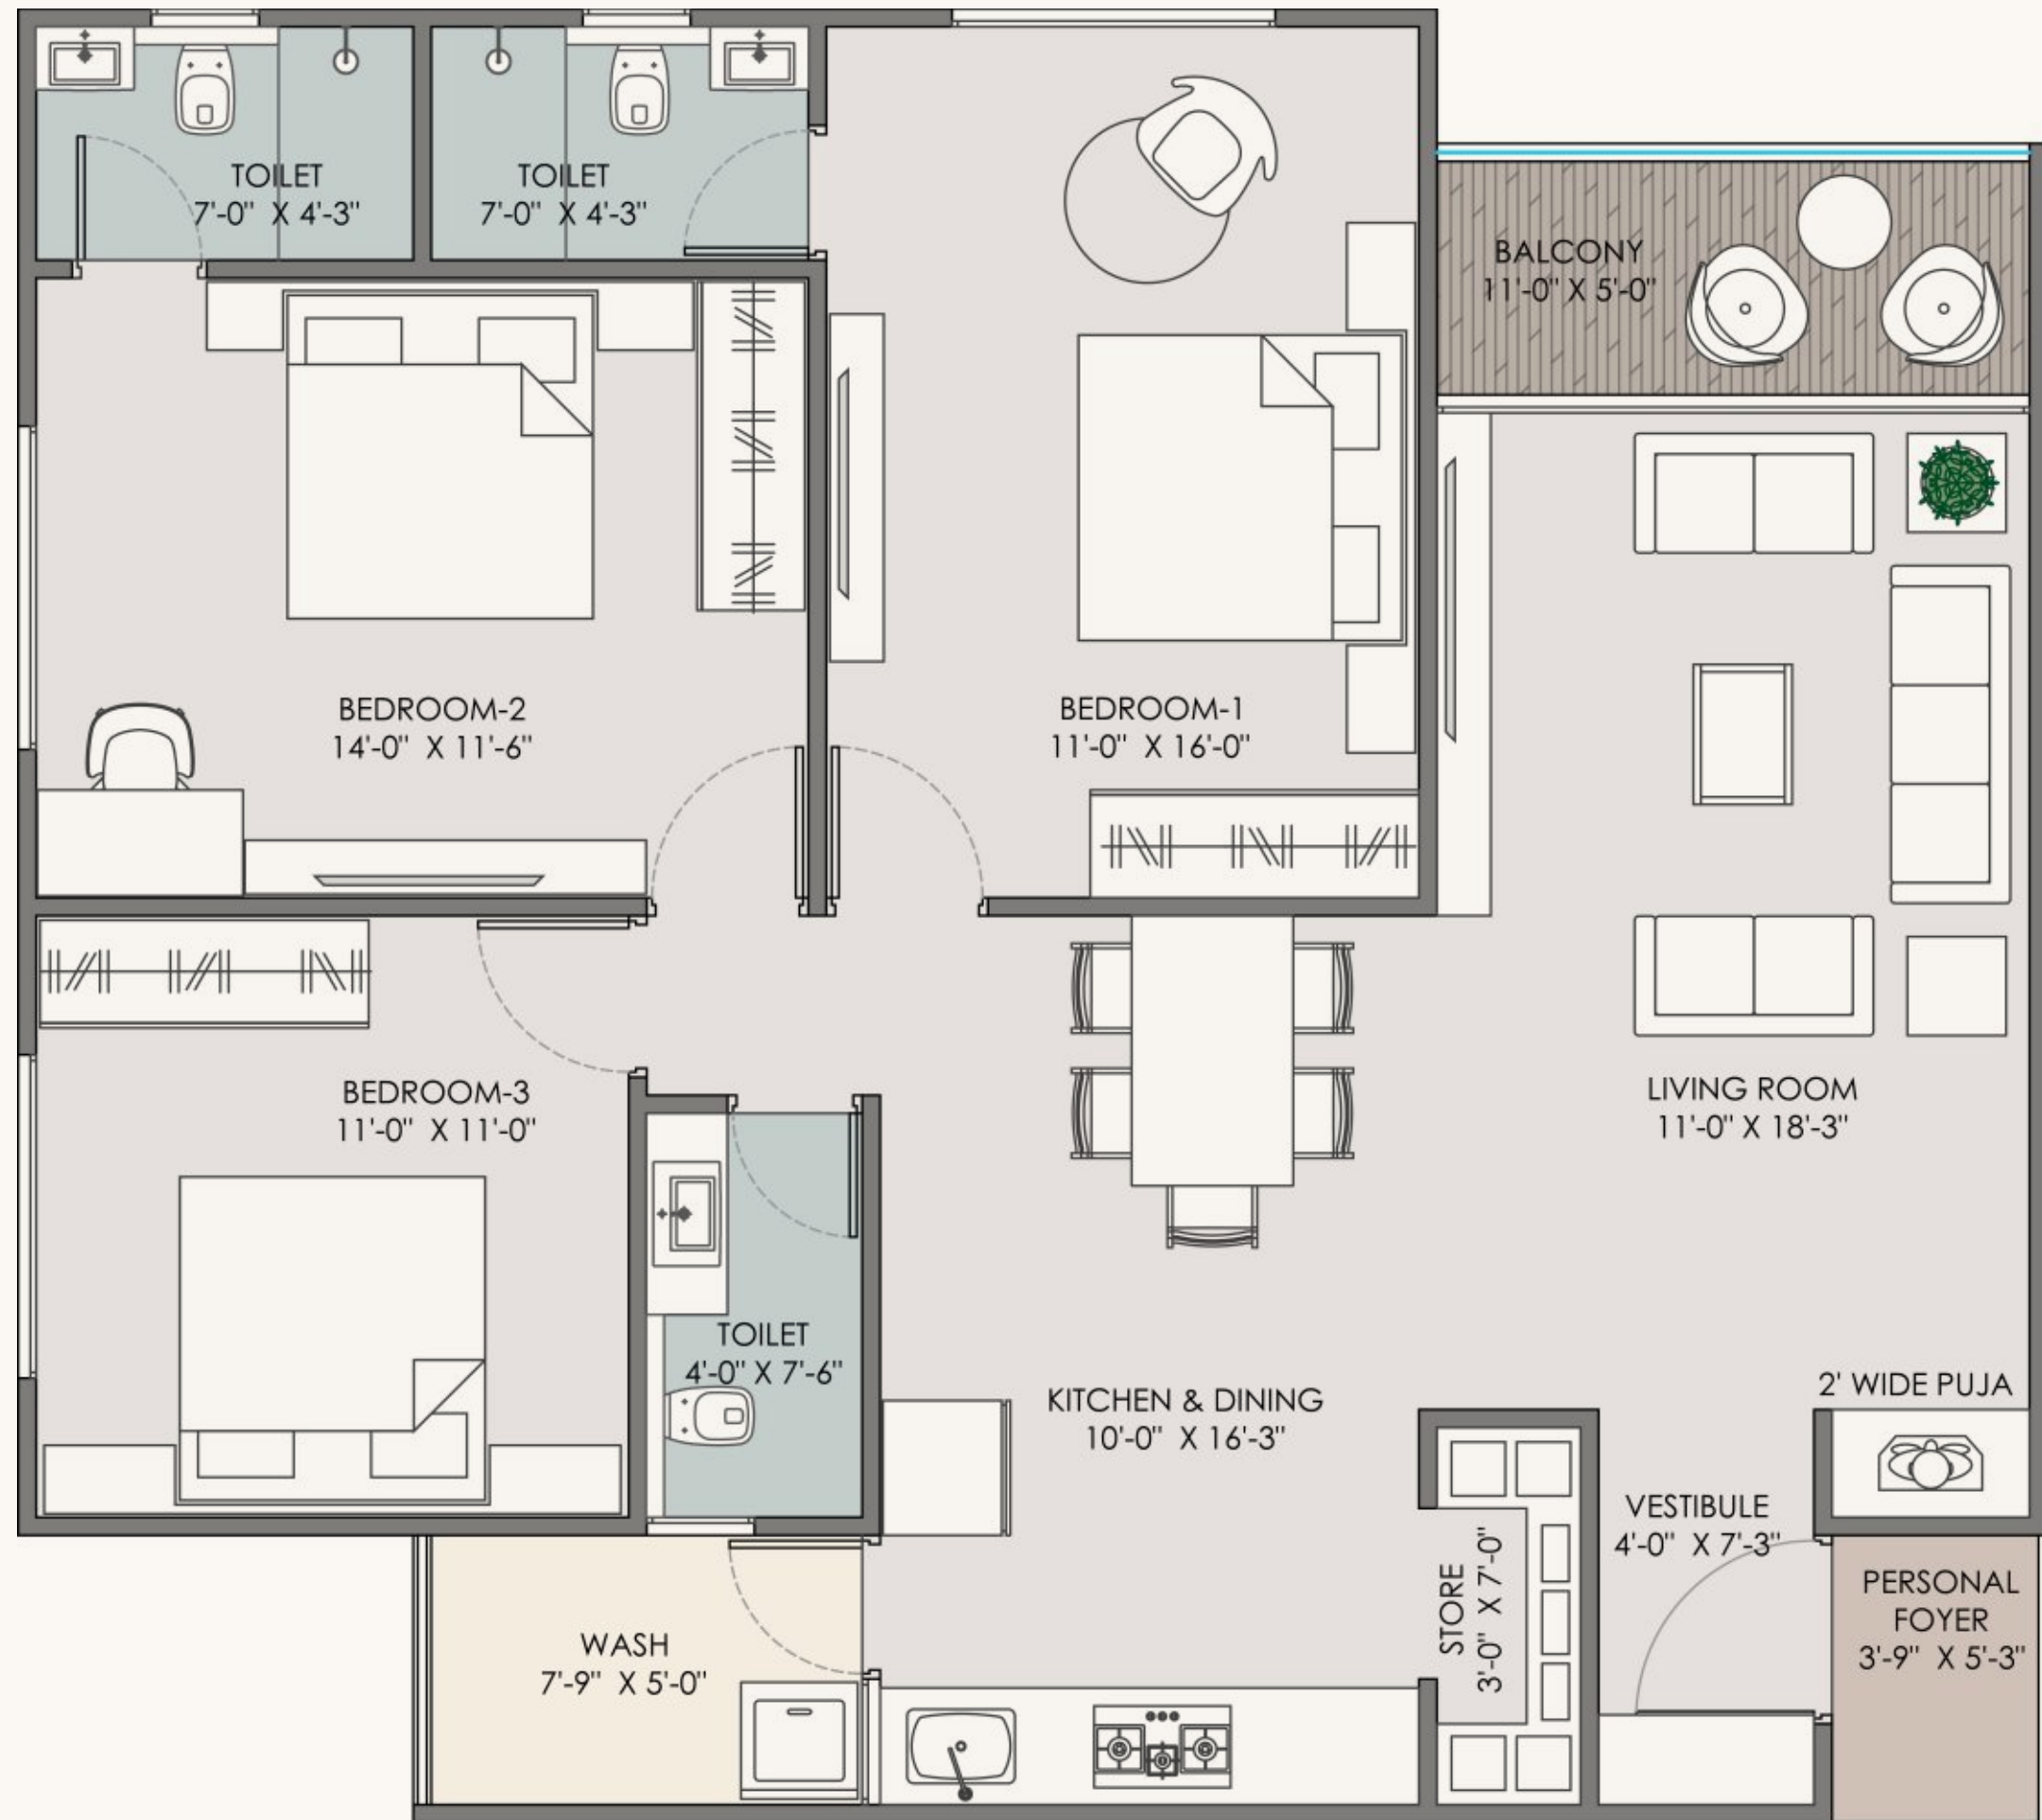 TOILET
7'-0" X 4'-3"
TOILET
7'-0" X 4'-3"
BALCONY
11'-0" X 5'-0"
BEDROOM-2
14'-0" X 11'-6"
BEDROOM-1
11'-0" X 16'-0"
BEDROOM-3
11'-0" X 11'-0"
LIVING ROOM
11'-0" X 18'-3"
TOILET
4'-0" X 7'-6"
KITCHEN & DINING
10'-0" X 16'-3"
2' WIDE PUJA
VESTIBULE
4'-0" X 7'-3"
STORE
3'-0" X 7'-0"
PERSONAL
FOYER
3'-9" X 5'-3"
WASH
7'-9" X 5'-0"